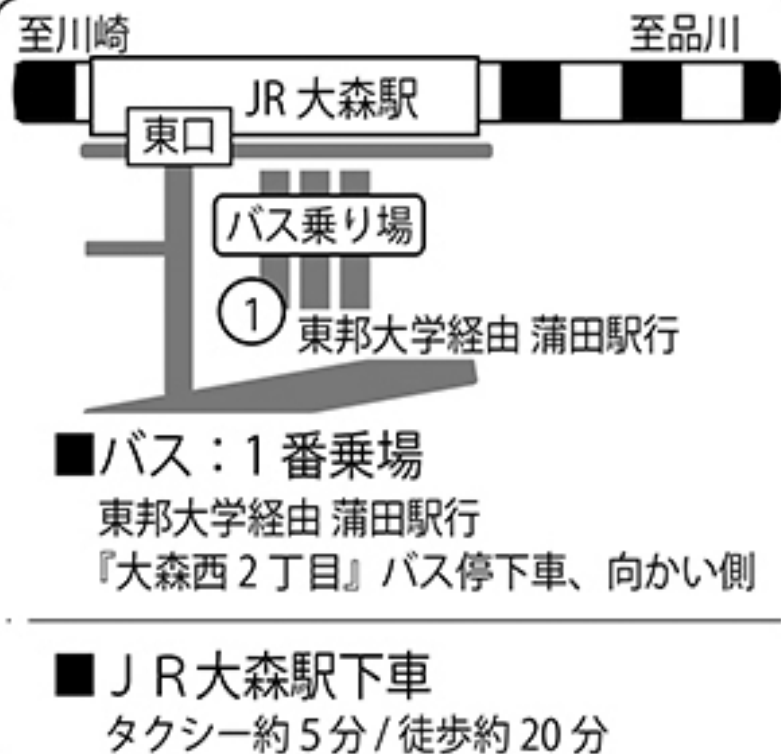 至川崎
至品川
JR 大森駅
東口
バス乗り場
1
東邦大学経由 蒲田駅行
■バス：1 番乗場
東邦大学経由 蒲田駅行
『大森西 2 丁目』バス停下車、向かい側
■ＪＲ大森駅下車
タクシー約 5 分 / 徒歩約 20 分